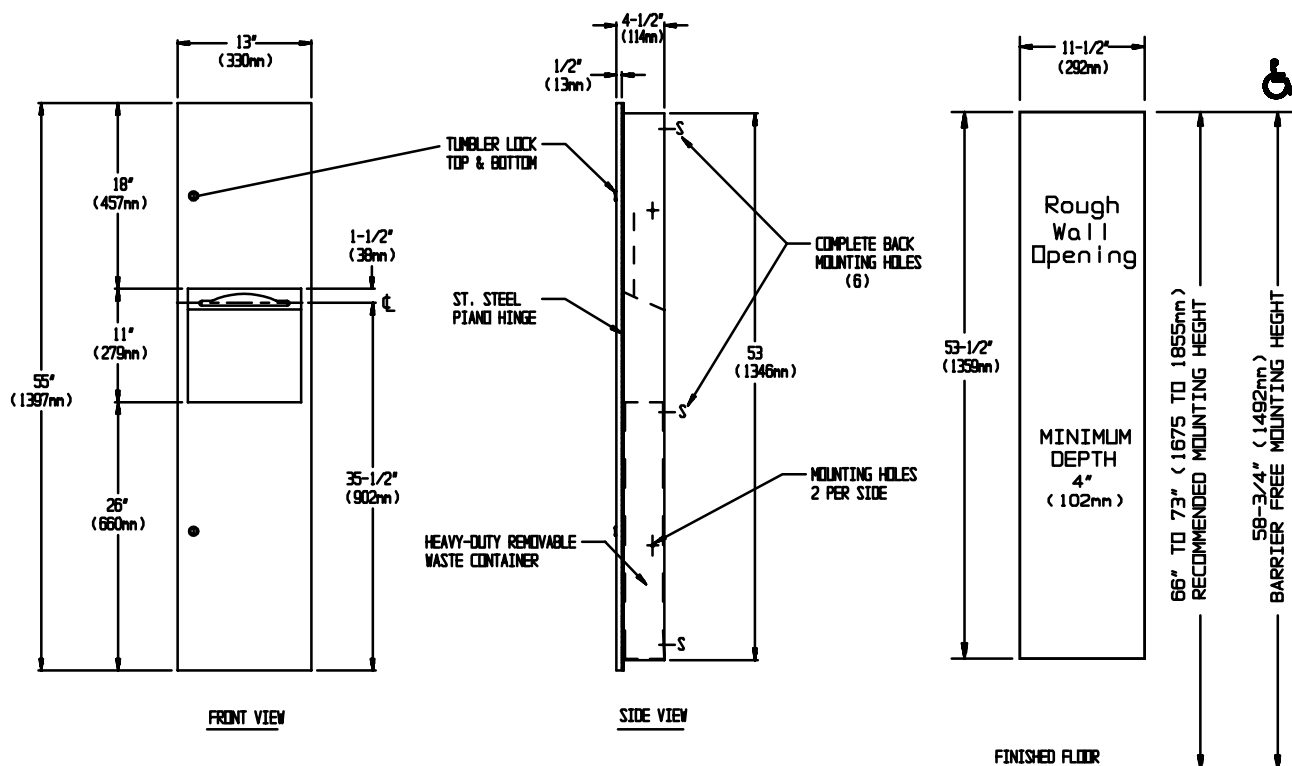 13"
(330mm)
18"
(457mm)
1-1/2"
(38mm)
℄
11"
(279mm)
55"
(1397mm)
26"
(660mm)
35-1/2"
(902mm)
FRONT VIEW
4-1/2"
(114mm)
1/2"
(13mm)
TUMBLER LOCK
TOP & BOTTOM
S
COMPLETE BACK
MOUNTING HOLES
(6)
ST. STEEL
PIANO HINGE
53
(1346mm)
S
MOUNTING HOLES
2 PER SIDE
HEAVY-DUTY REMOVABLE
WASTE CONTAINER
S
SIDE VIEW
11-1/2"
(292mm)
Rough
Wall
Opening
53-1/2"
(1359mm)
MINIMUM
DEPTH
4"
(102mm)
66" TO 73" (1675 TO 1855mm)
RECOMMENDED MOUNTING HEGHT
58-3/4" (1492mm)
BARRIER FREE MOUNTING HEGHT
FINISHED FLOOR